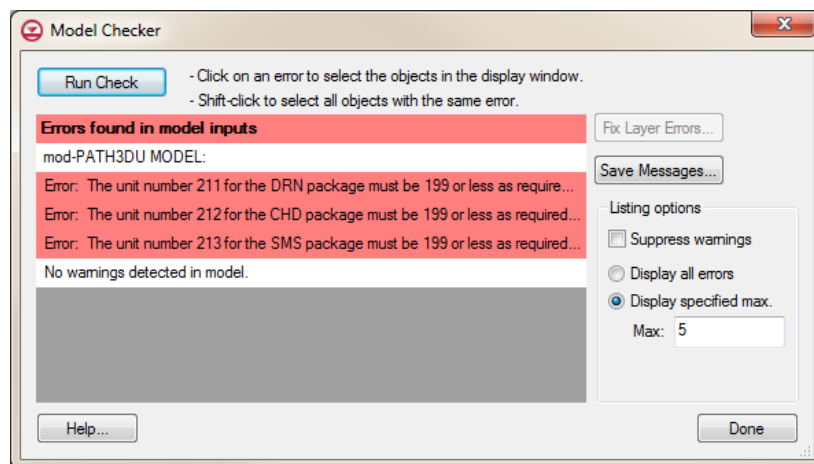 Model Checker
Run Check
- Click on an error to select the objects in the display window.
- Shift-click to select all objects with the same error.
Errors found in model inputs
mod-PATH3DU MODEL:
Error: The unit number 211 for the DRN package must be 199 or less as require...
Error: The unit number 212 for the CHD package must be 199 or less as required...
Error: The unit number 213 for the SMS package must be 199 or less as required...
No warnings detected in model.
Fix Layer Errors...
Save Messages...
Listing options
Suppress warnings
Display all errors
Display specified max.
Max: 5
Help...
Done